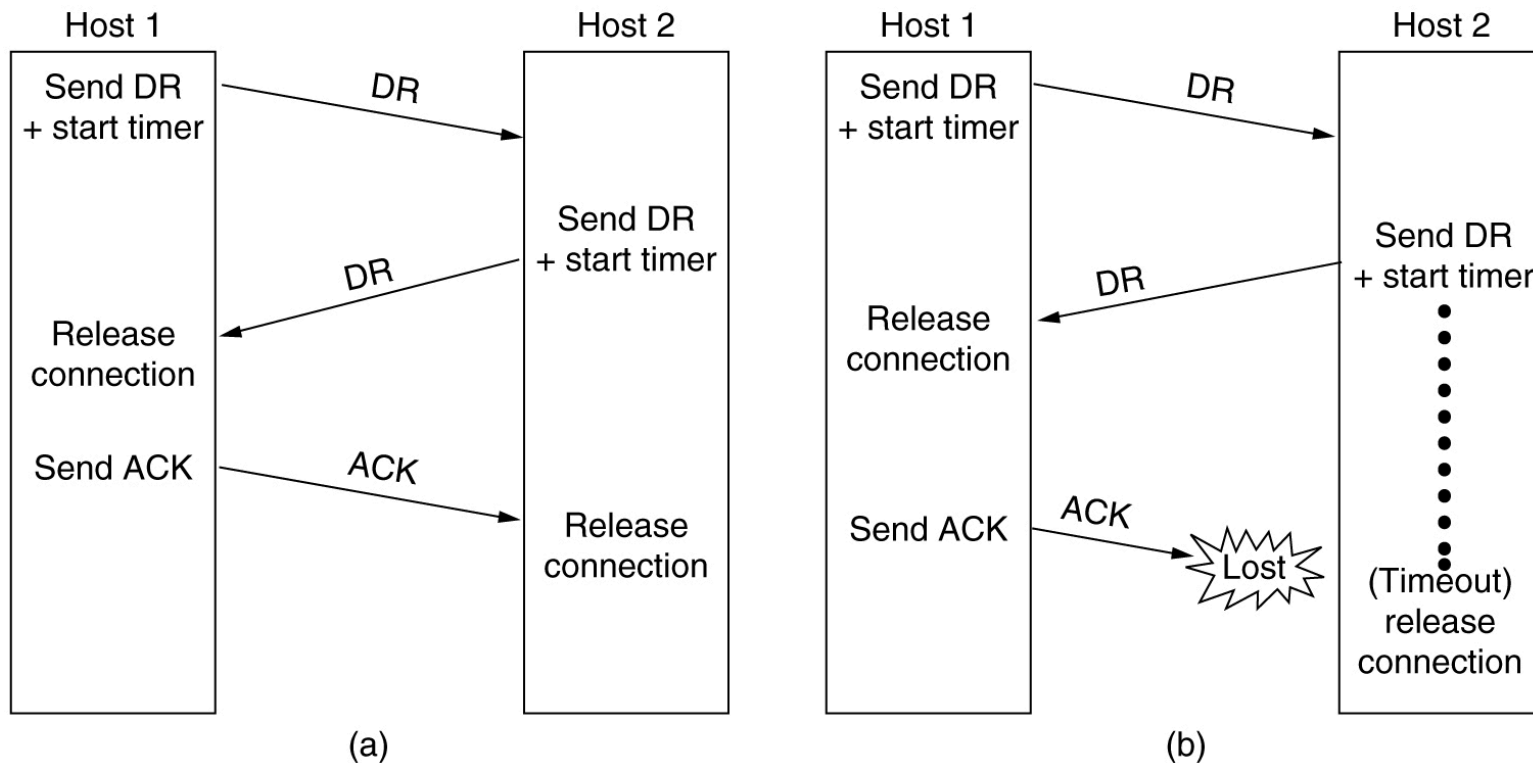 Host 1
Host 2
Send DR
+ start timer
DR
Send DR
+ start timer
DR
Release
connection
Send ACK
ACK
Release
connection
(a)
Host 1
Host 2
Send DR
+ start timer
DR
Send DR
+ start timer
DR
Release
connection
Send ACK
ACK
Lost
(Timeout)
release
connection
(b)